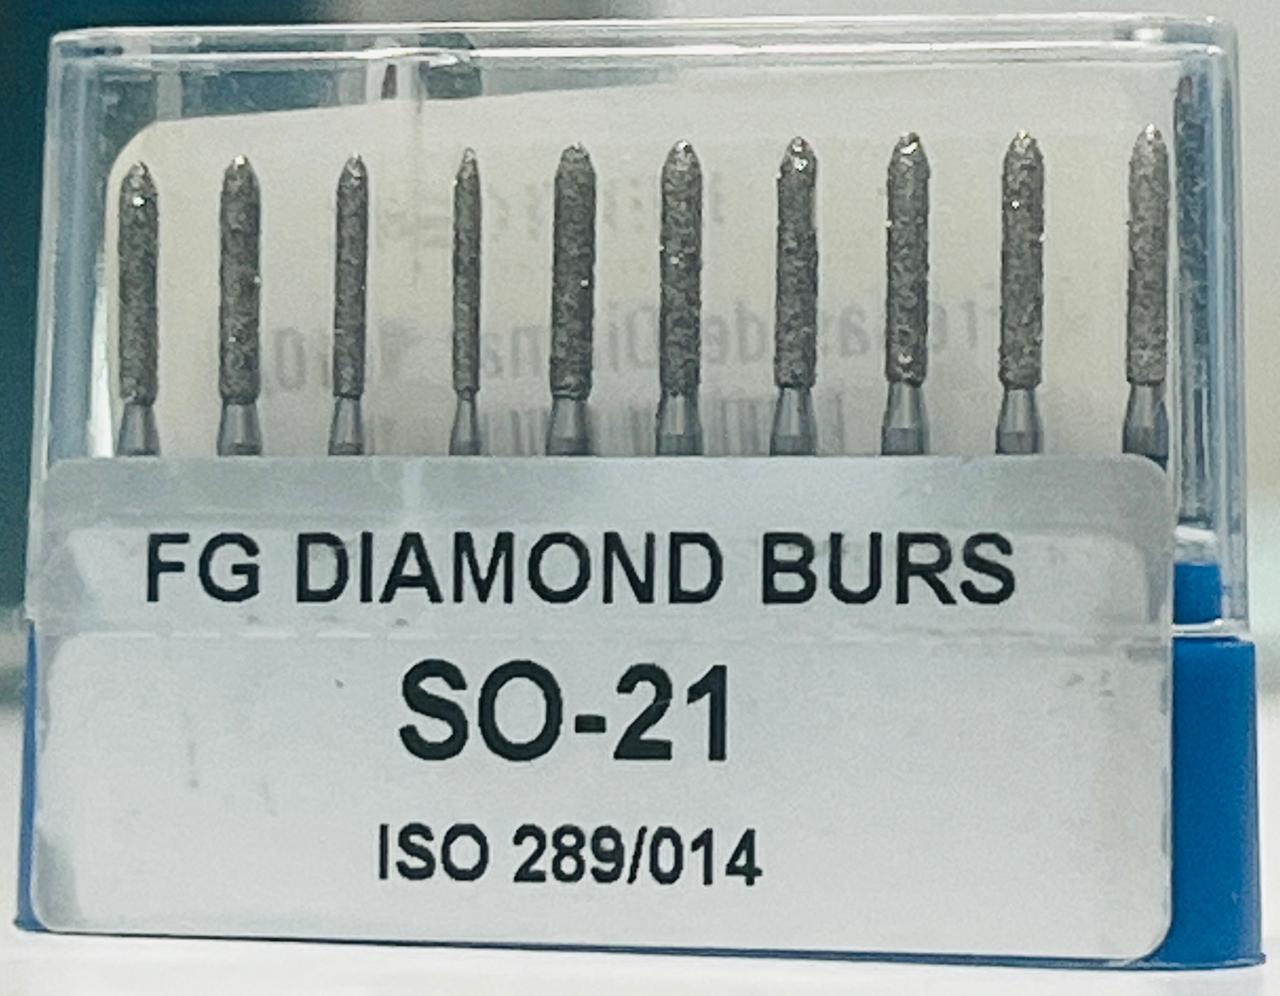 FG DIAMOND BURS
SO-21
ISO 289/014